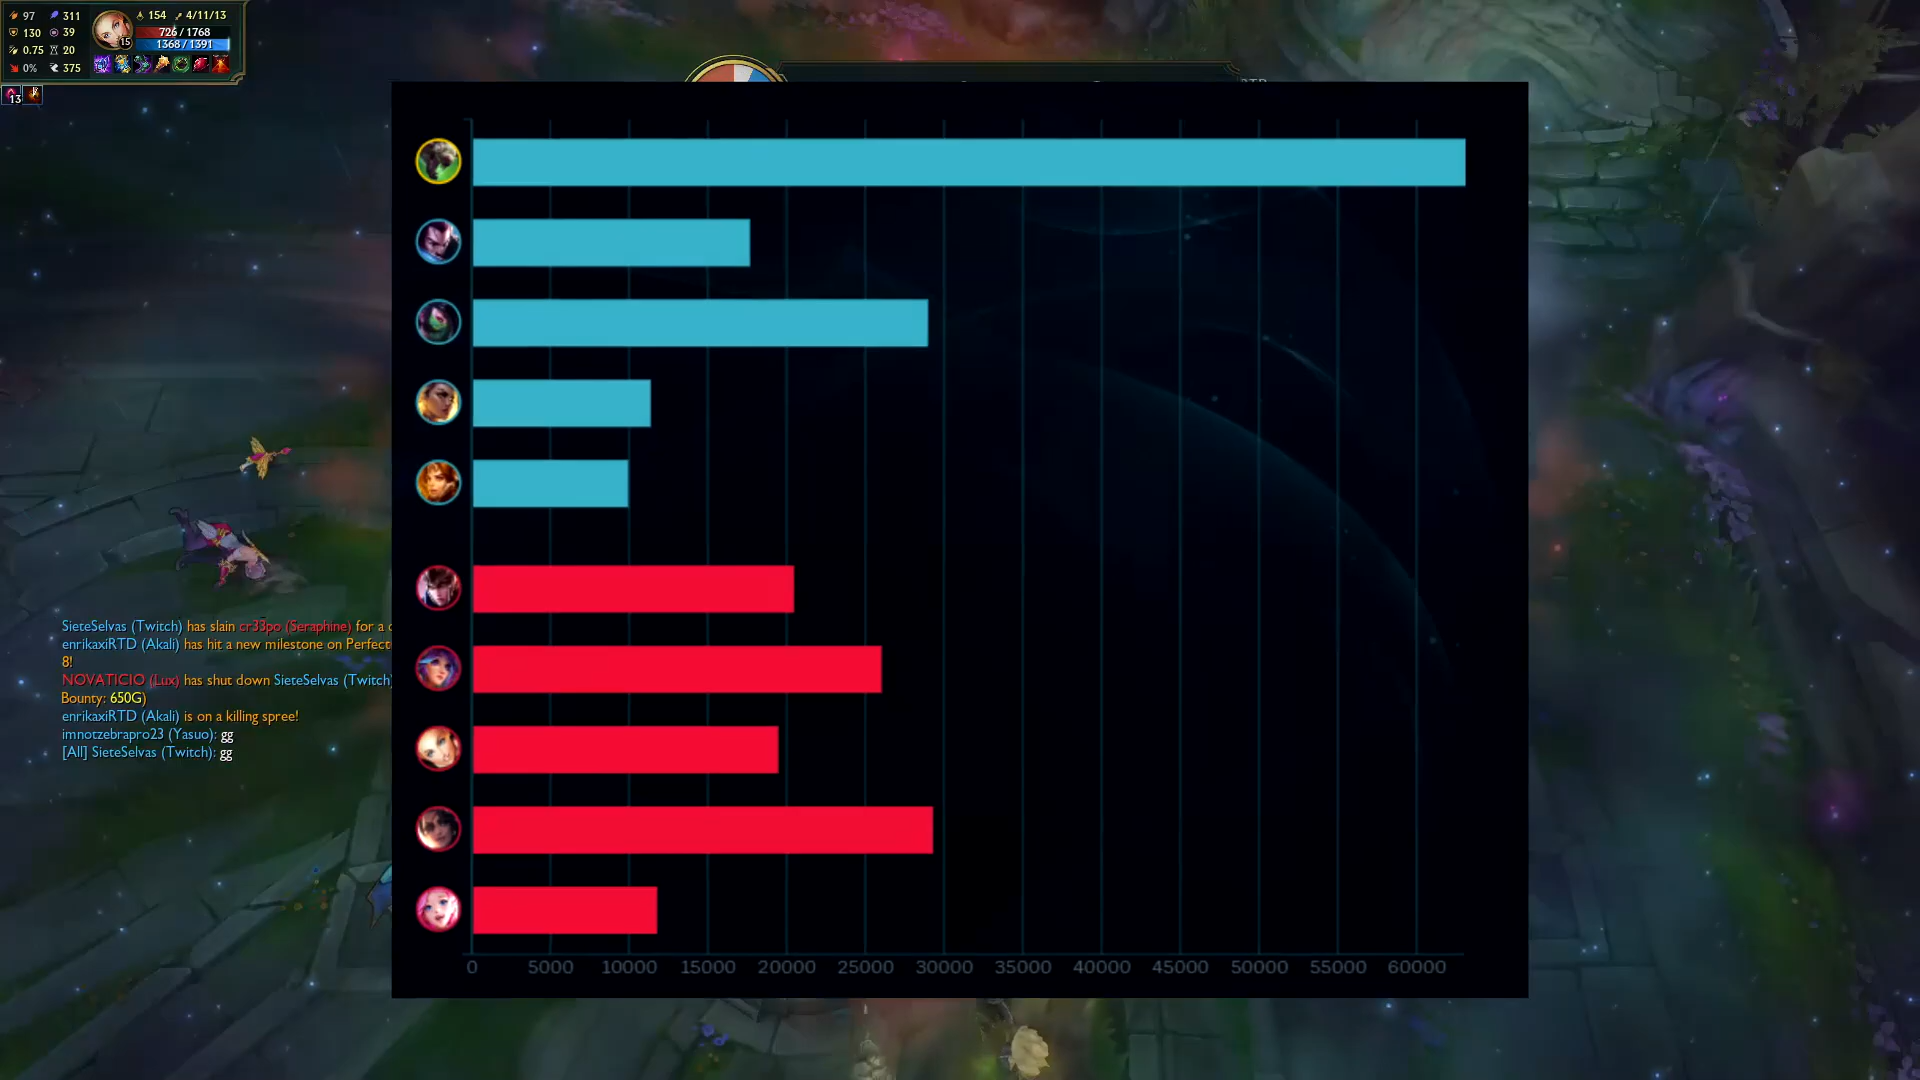 97 311
130 39
0.75 20
0% 375
154 4/11/13
726 / 1768
1368 / 1391
15
13
SieteSelvas (Twitch) has slain cr33po (Seraphine) for a
enrikaxiRTD (Akali) has hit a new milestone on Perfect
8!
NOVATICIO (Lux) has shut down SieteSelvas (Twitch)
Bounty: 650G)
enrikaxiRTD (Akali) is on a killing spree!
imnotzebrapro23 (Yasuo): gg
[All] SieteSelvas (Twitch): gg
0 5000 10000 15000 20000 25000 30000 35000 40000 45000 50000 55000 60000